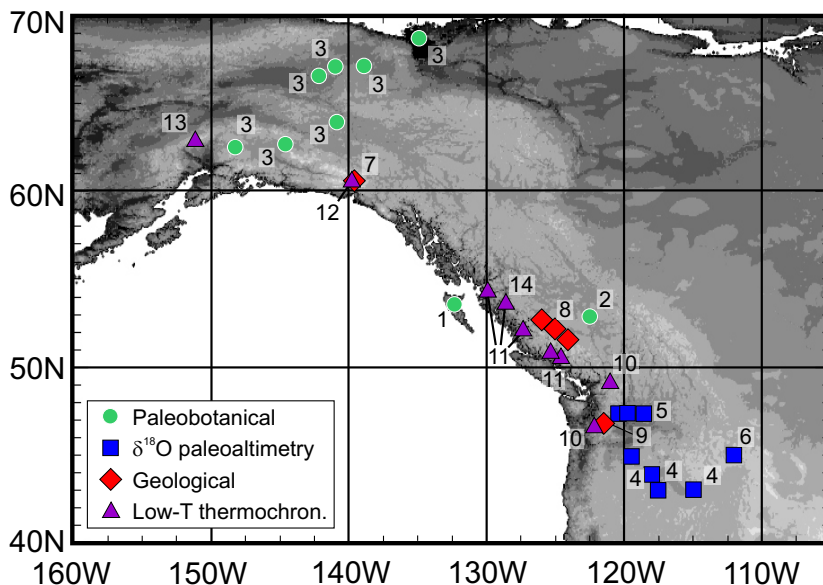 70N
3
3
3
3
3
13
3
3
3
7
60N
12
14
8
2
1
11
11
50N
10
5
10
9
6
4
4
4
Paleobotanical
δ¹⁸O paleoaltimetry
Geological
Low-T thermochron.
40N
160W 150W 140W 130W 120W 110W